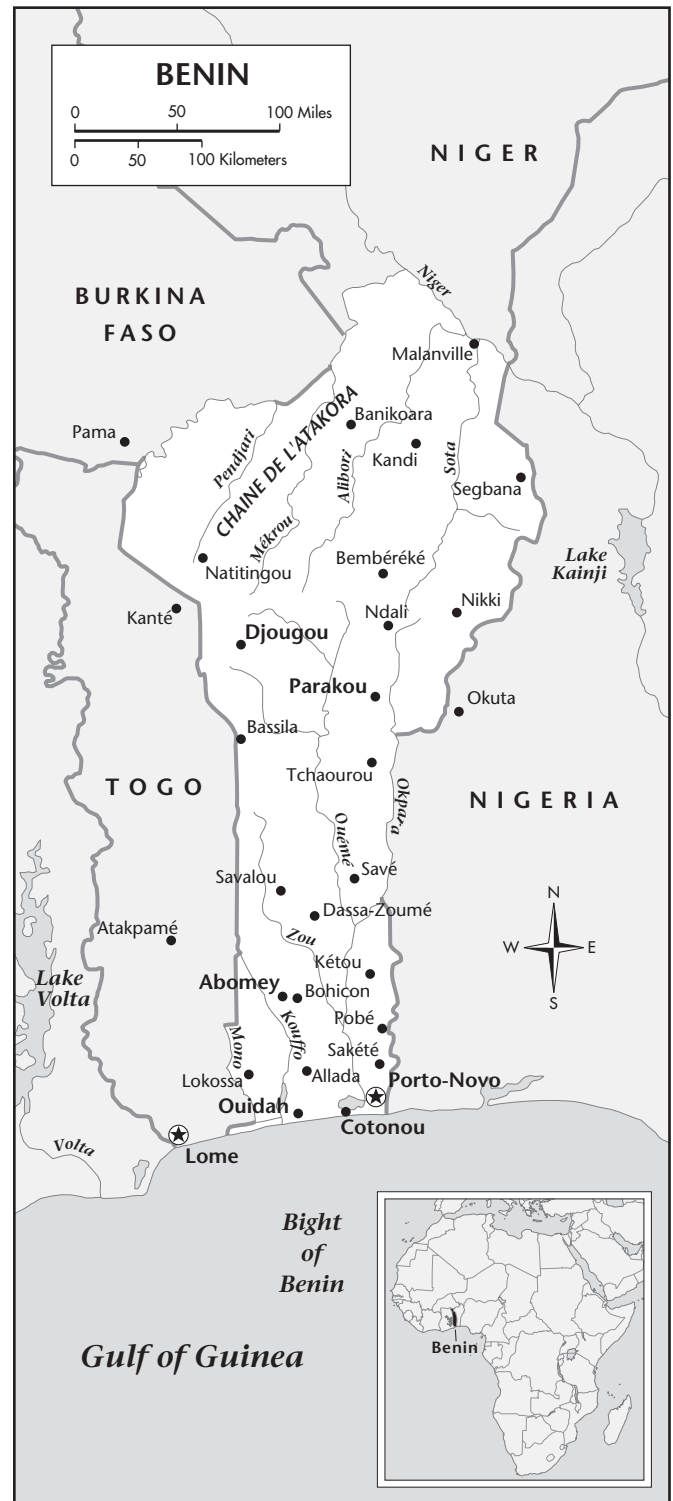 BENIN
0 50 100 Miles
0 50 100 Kilometers
NIGER
Niger
BURKINA
FASO
Malanville
CHAINE DE L'ATAKORA
Banikoara
Pama
Pendjari
Kandi
Alibori
Sota
Segbana
Mékrou
Lake
Kainji
Bembéréké
Natitingou
Kanté
Ndali
Nikki
Djougou
Parakou
Okuta
Bassila
Tchaourou
TOGO
Okpara
NIGERIA
Ouémé
Savalou
Savé
Dassa-Zoumé
Atakpamé
Zou
N
W E
S
Kétou
Lake
Volta
Abomey
Bohicon
Pobé
Mono
Kouffo
Sakété
Lokossa
Allada
Porto-Novo
Ouidah
Cotonou
Volta
Lome
Bight
of
Benin
Gulf of Guinea
Benin